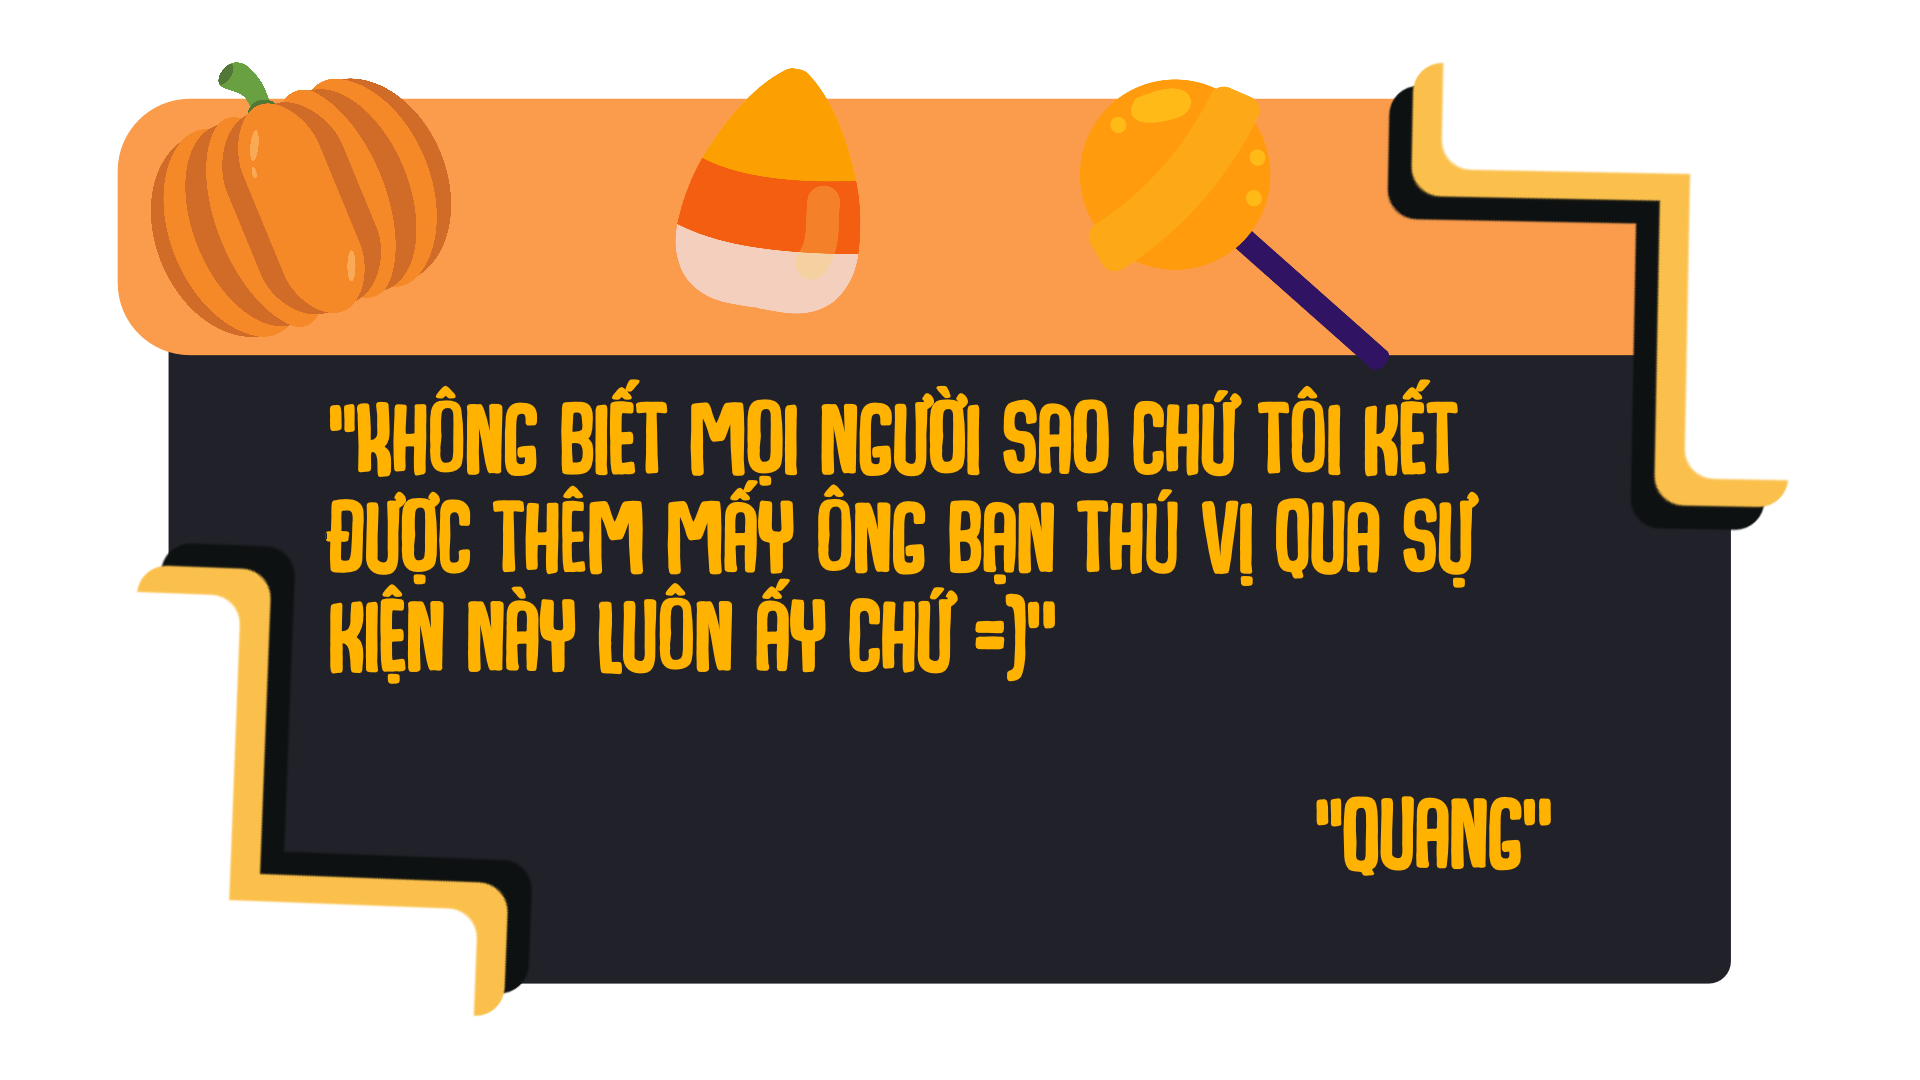 "KHÔNG BIẾT MỌI NGƯỜI SAO CHỨ TÔI KẾT
ĐƯỢC THÊM MẤY ÔNG BẠN THÚ VỊ QUA SỰ
KIỆN NÀY LUÔN ẤY CHỨ =)"
"QUANG"